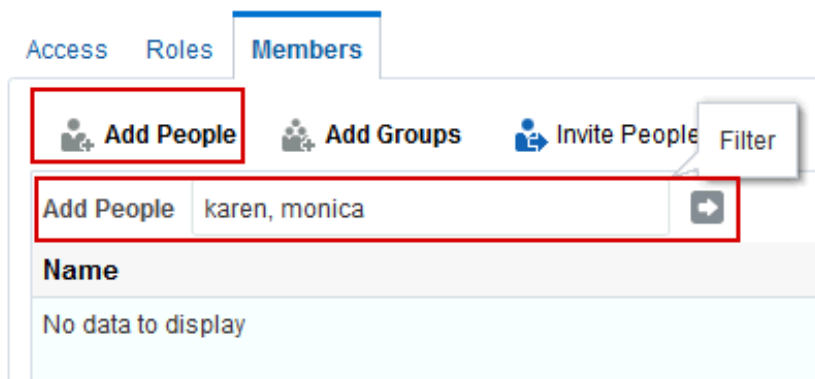 Access Roles Members
Add People Add Groups Invite People Filter
Add People karen, monica
Name
No data to display